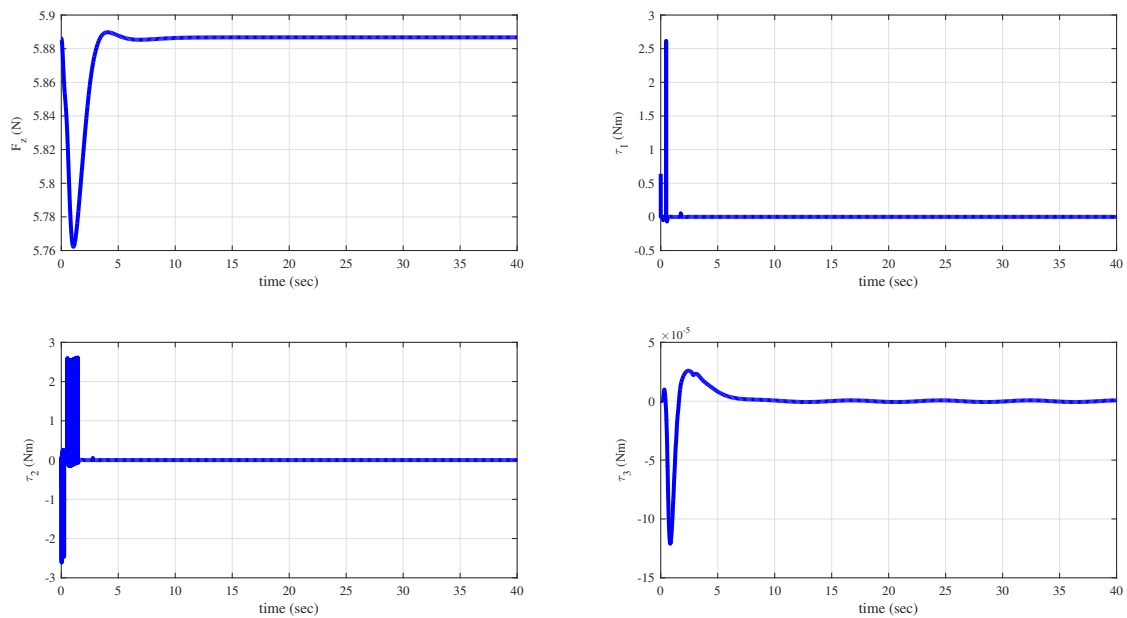 5.9
5.88
5.86
5.84
5.82
5.8
5.78
5.76
F_z (N)
0 5 10 15 20 25 30 35 40
time (sec)
3
2.5
2
1.5
1
0.5
0
-0.5
τ_1 (Nm)
0 5 10 15 20 25 30 35 40
time (sec)
3
2
1
0
-1
-2
-3
τ_2 (Nm)
0 5 10 15 20 25 30 35 40
time (sec)
×10^-5
5
0
-5
-10
-15
τ_3 (Nm)
0 5 10 15 20 25 30 35 40
time (sec)